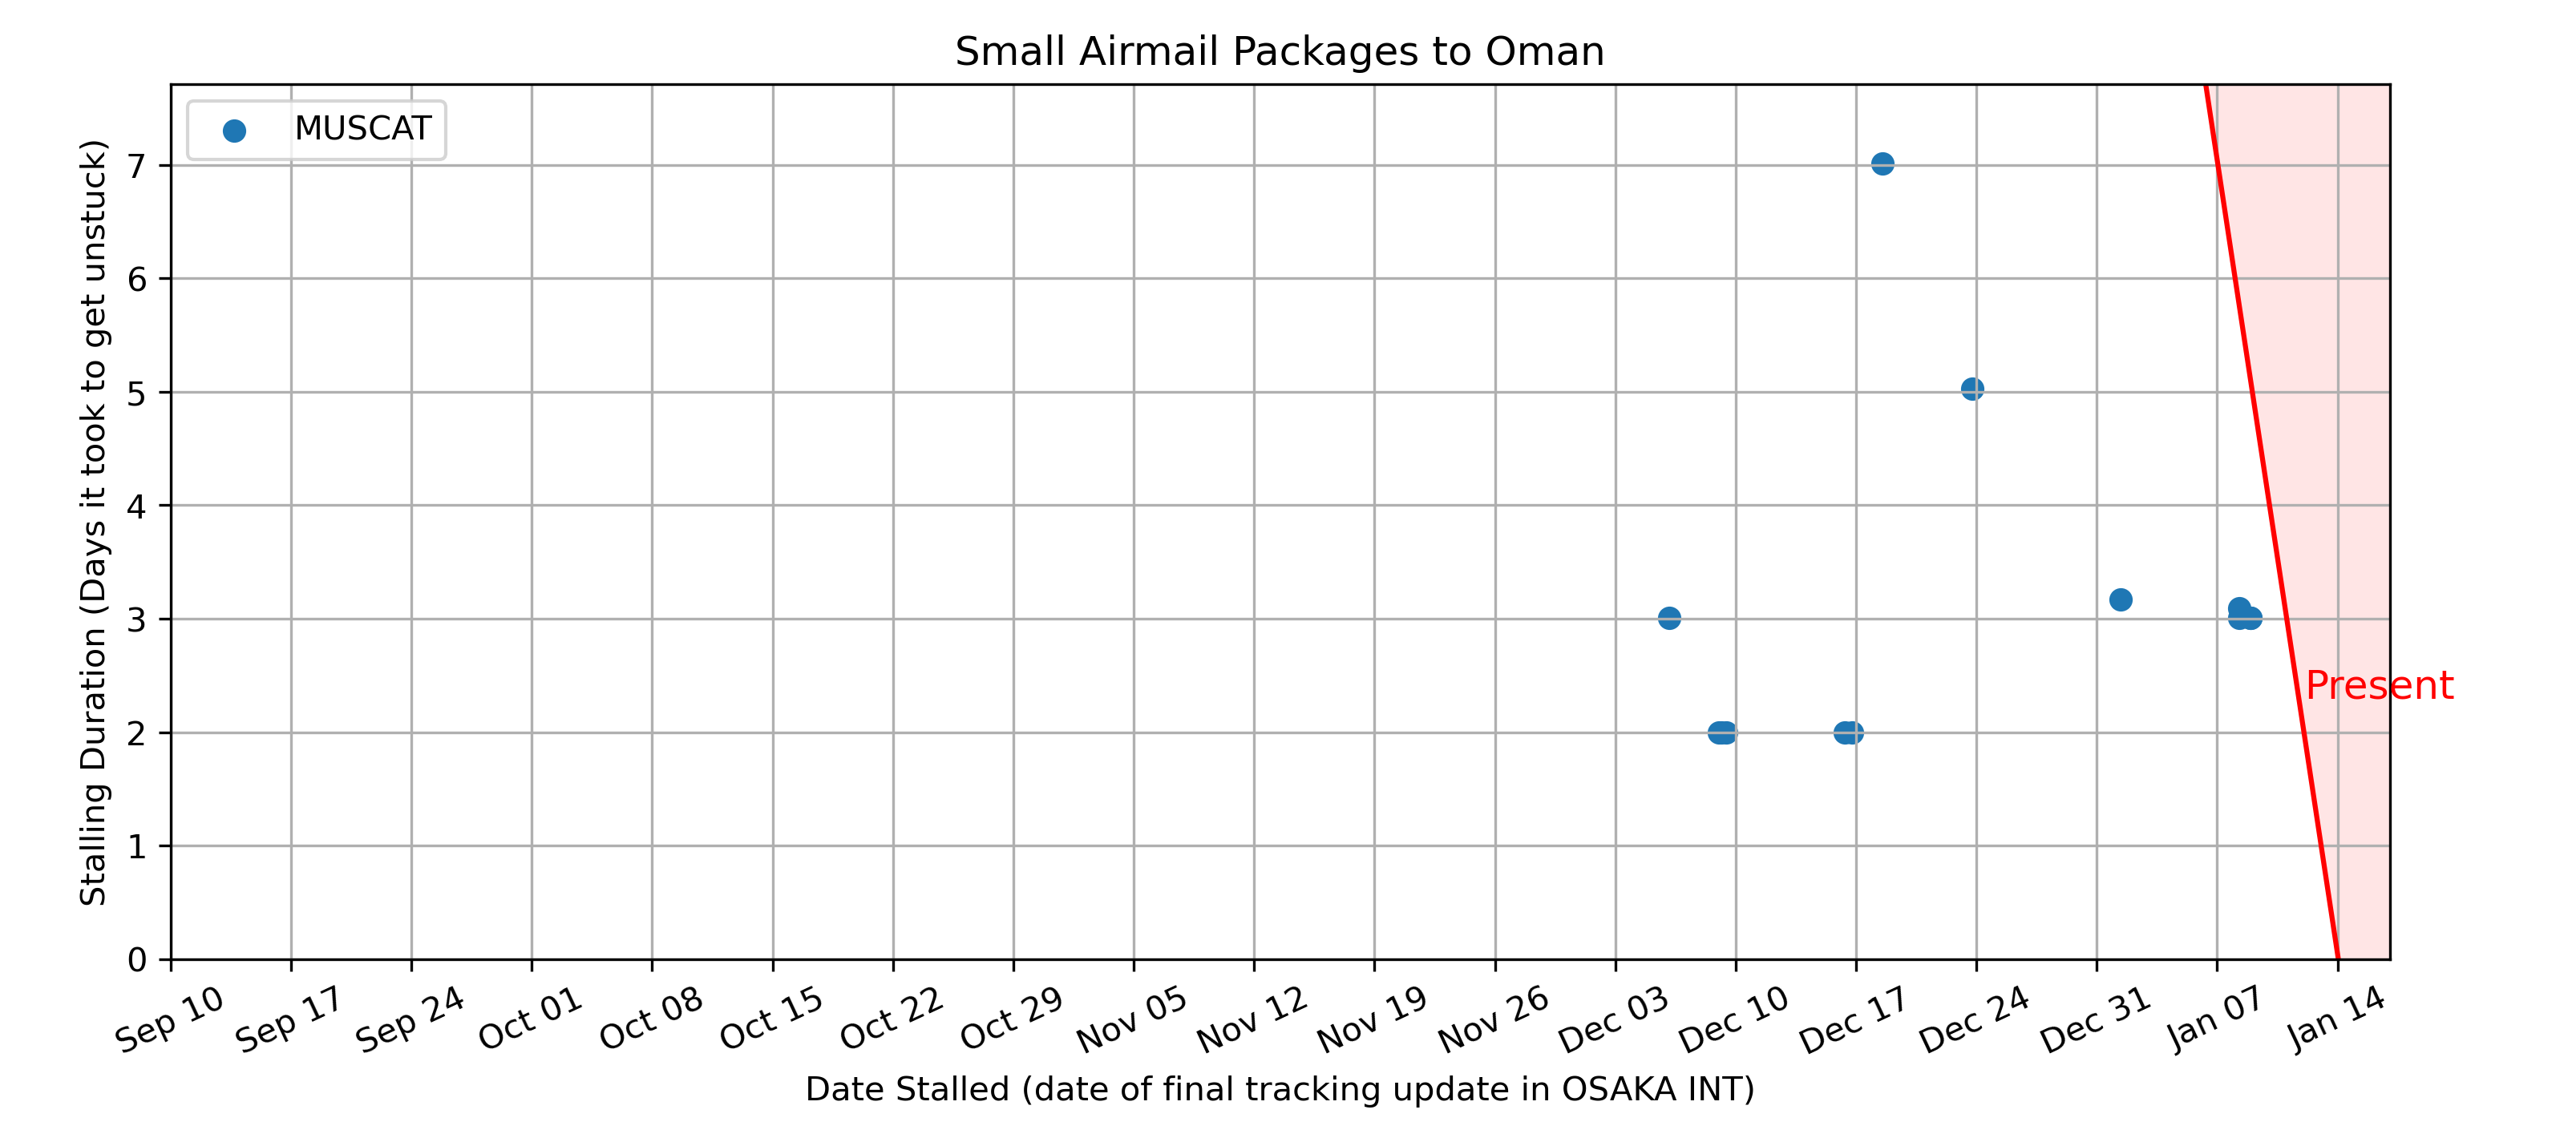 Small Airmail Packages to Oman
MUSCAT
Stalling Duration (Days it took to get unstuck)
7
6
5
4
3
2
1
0
Present
Sep 10
Sep 17
Sep 24
Oct 01
Oct 08
Oct 15
Oct 22
Oct 29
Nov 05
Nov 12
Nov 19
Nov 26
Dec 03
Dec 10
Dec 17
Dec 24
Dec 31
Jan 07
Jan 14
Date Stalled (date of final tracking update in OSAKA INT)